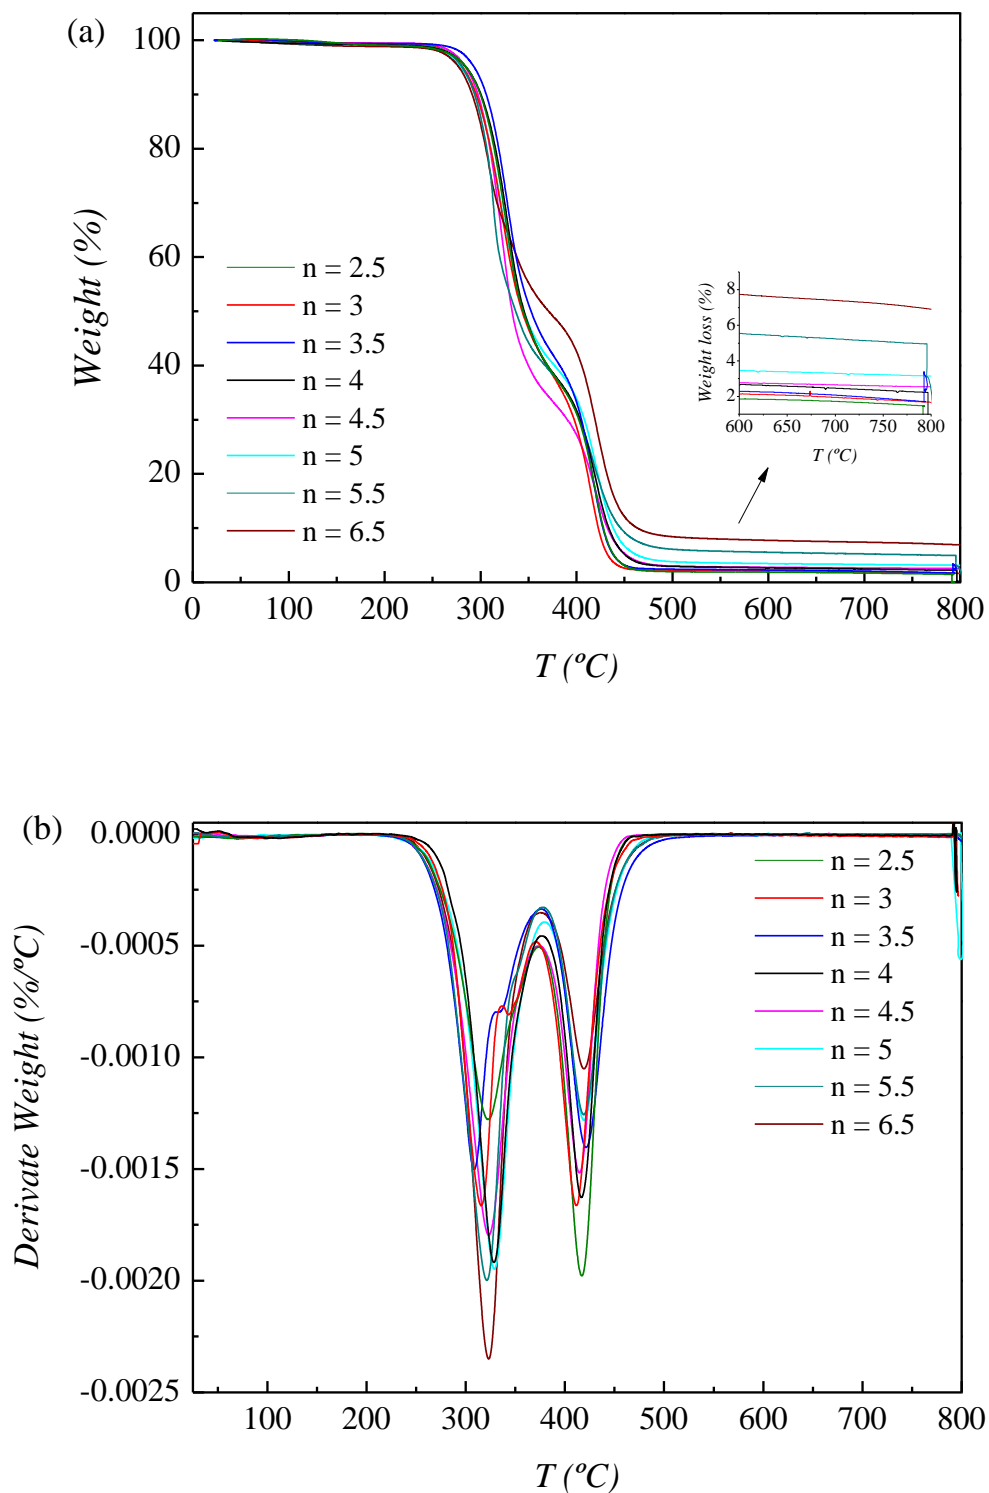 (a)
100
80
60
40
20
0
Weight (%)
n = 2.5
n = 3
n = 3.5
n = 4
n = 4.5
n = 5
n = 5.5
n = 6.5
8
6
4
2
Weight loss (%)
600 650 700 750 800
T (ºC)
0 100 200 300 400 500 600 700 800
T (ºC)
(b)
0.0000
-0.0005
-0.0010
-0.0015
-0.0020
-0.0025
Derivate Weight (%/ºC)
n = 2.5
n = 3
n = 3.5
n = 4
n = 4.5
n = 5
n = 5.5
n = 6.5
100 200 300 400 500 600 700 800
T (ºC)